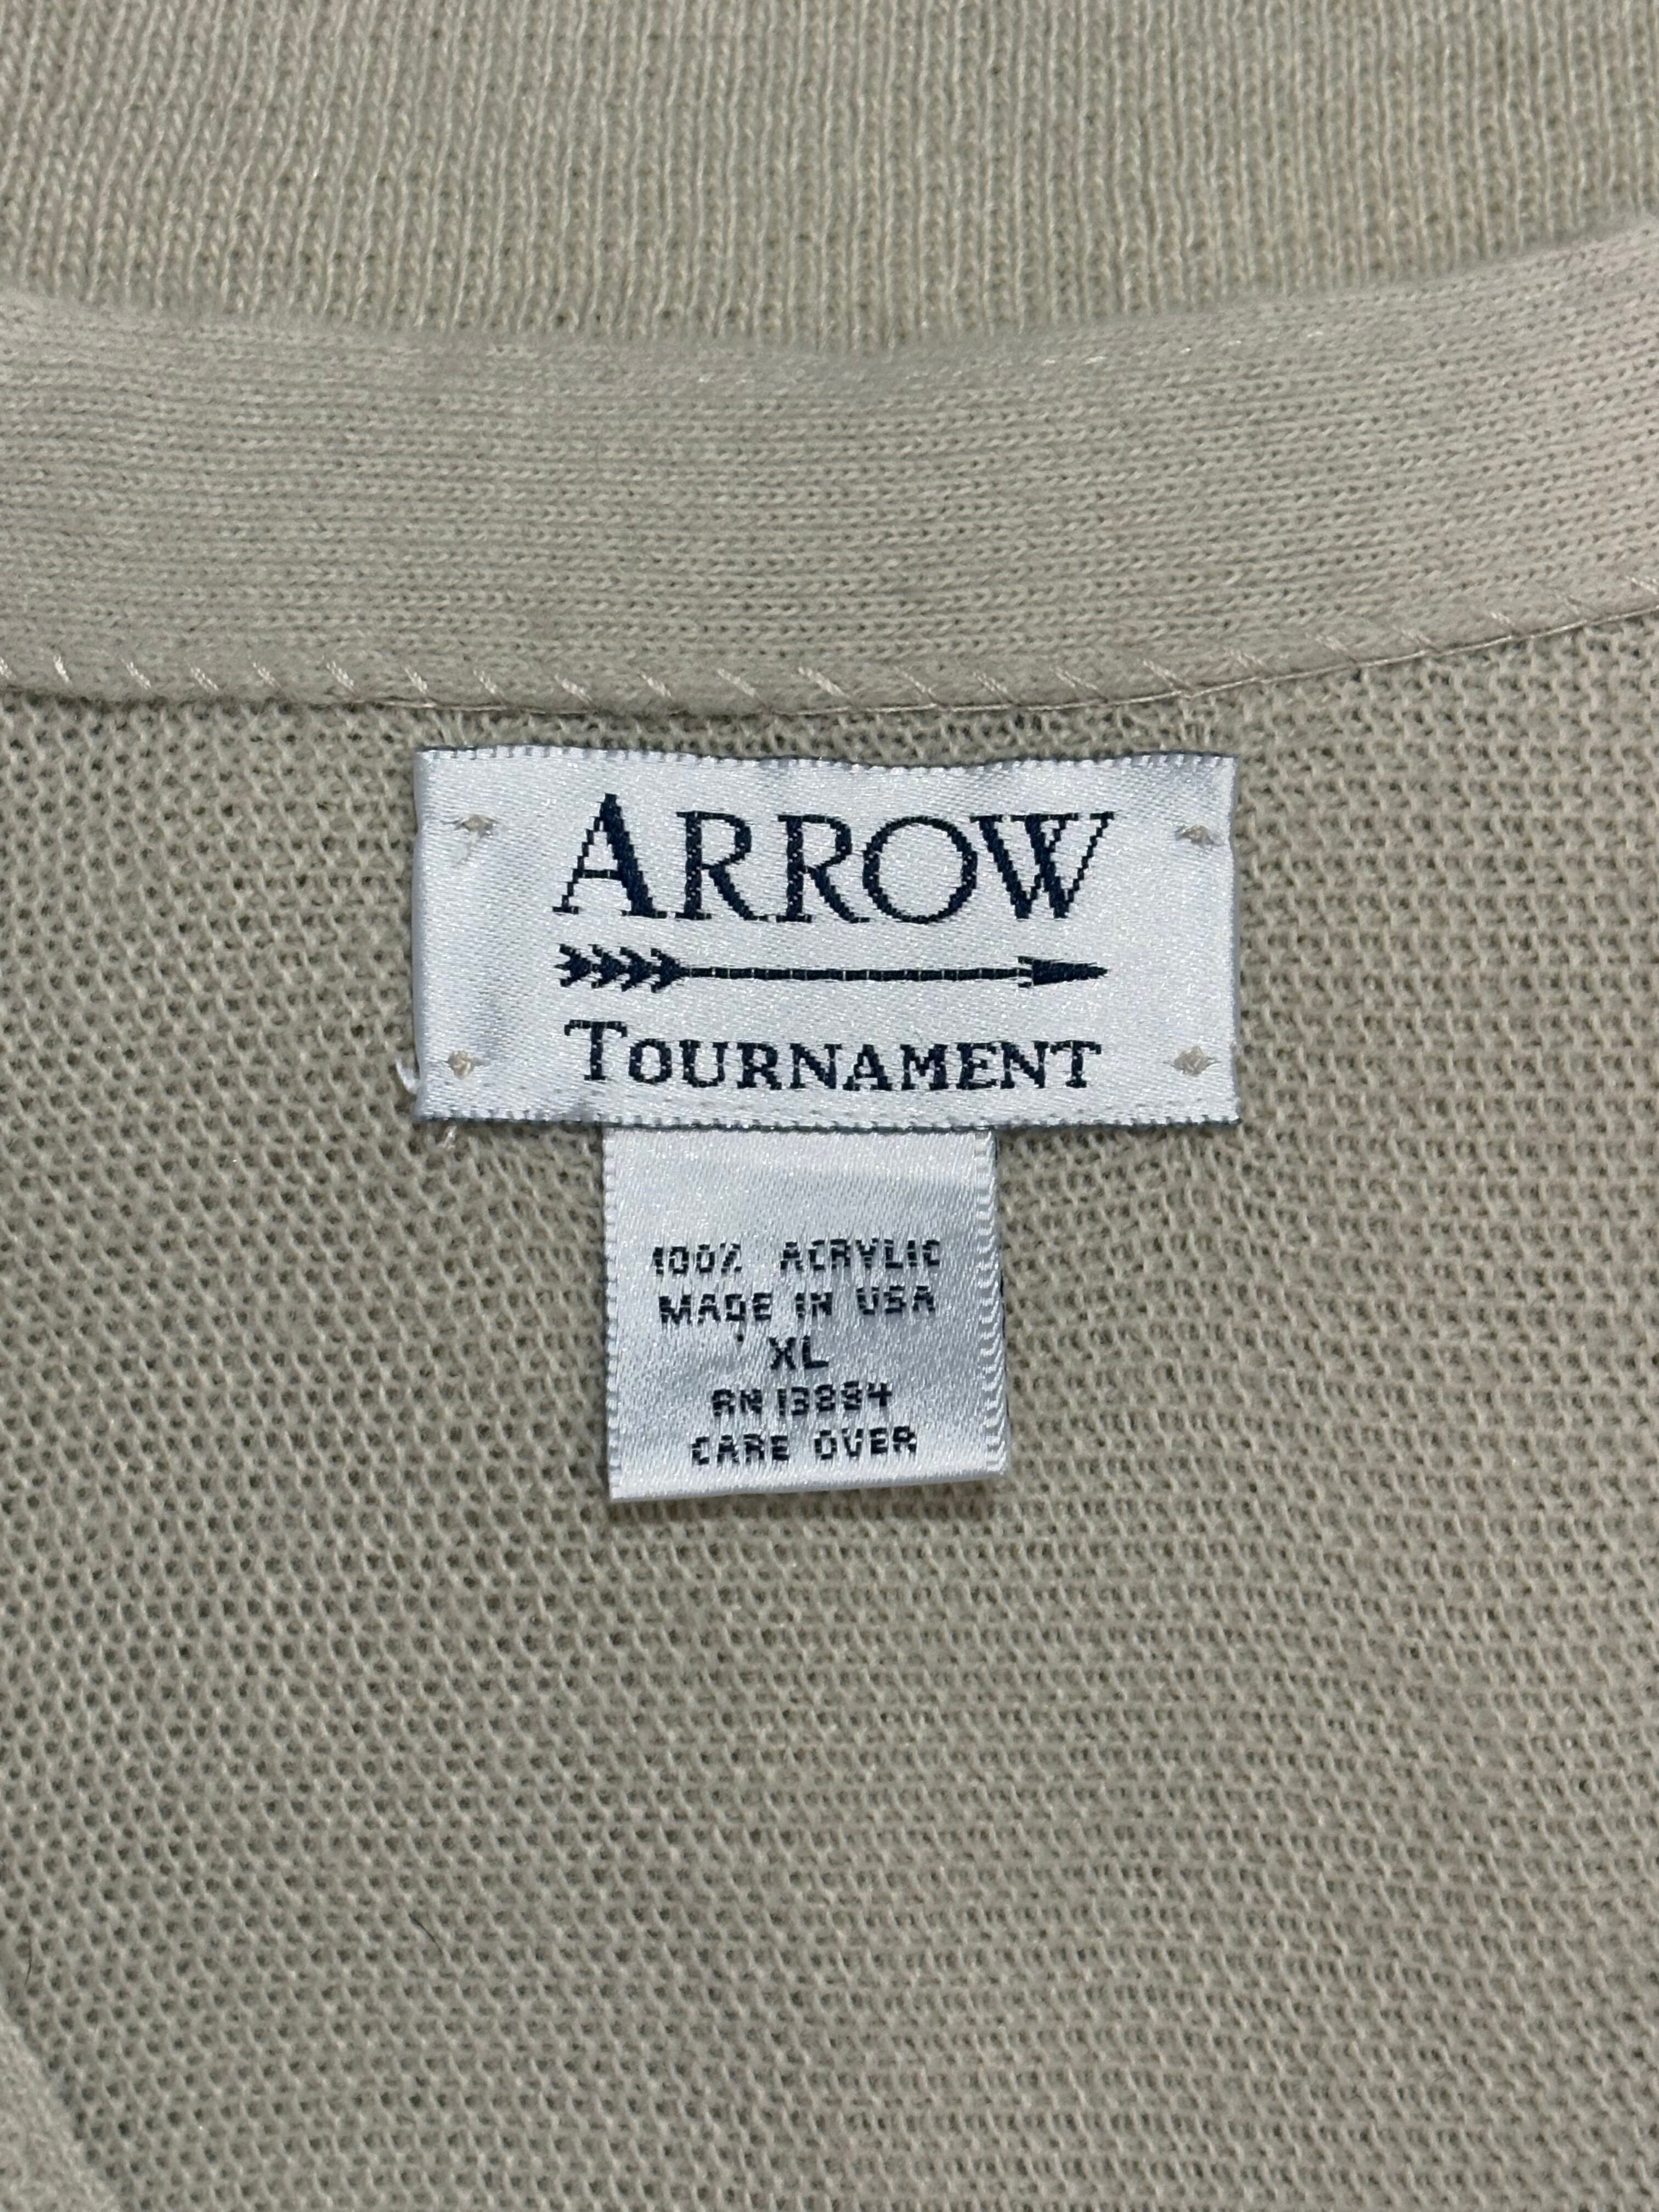 ARROW
TOURNAMENT
100% ACRYLIC
MADE IN USA
XL
RN 13884
CARE OVER